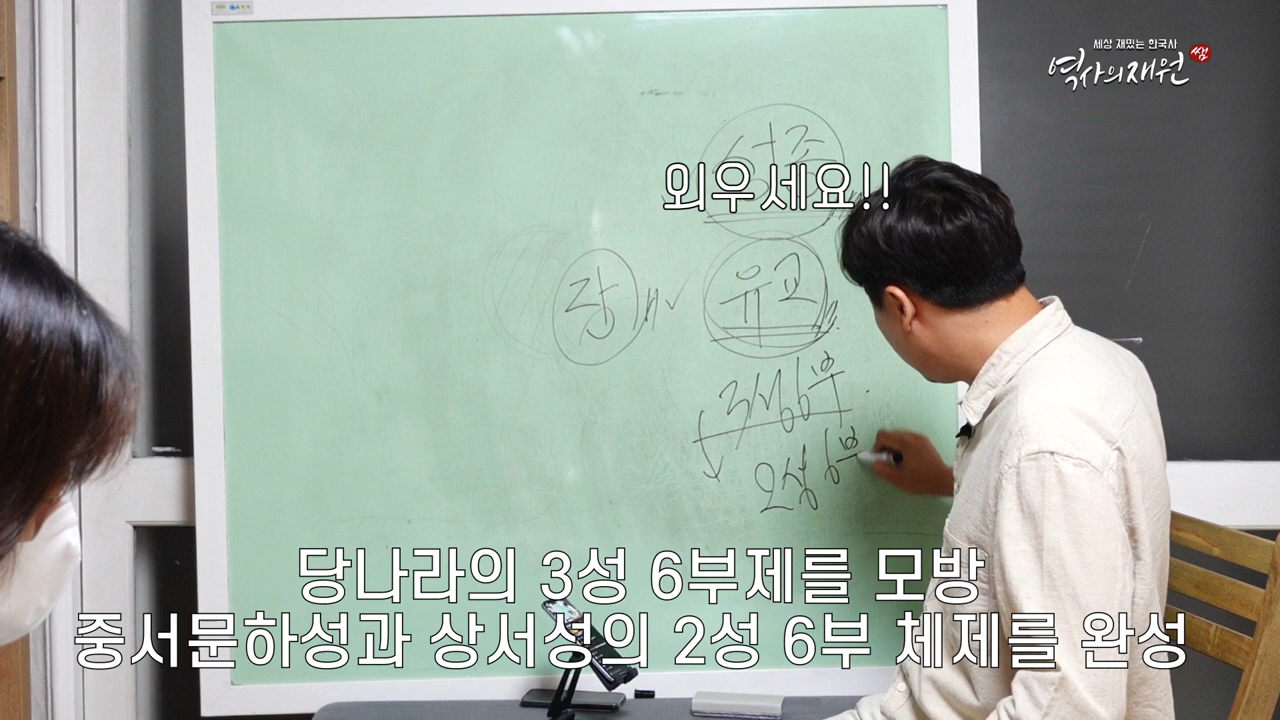 세상 재밌는 한국사
역사의재원
쌤
성종
외우세요!!
유교
당
3성 6부
2성 6부
당나라의 3성 6부제를 모방
중서문하성과 상서성의 2성 6부 체제를 완성